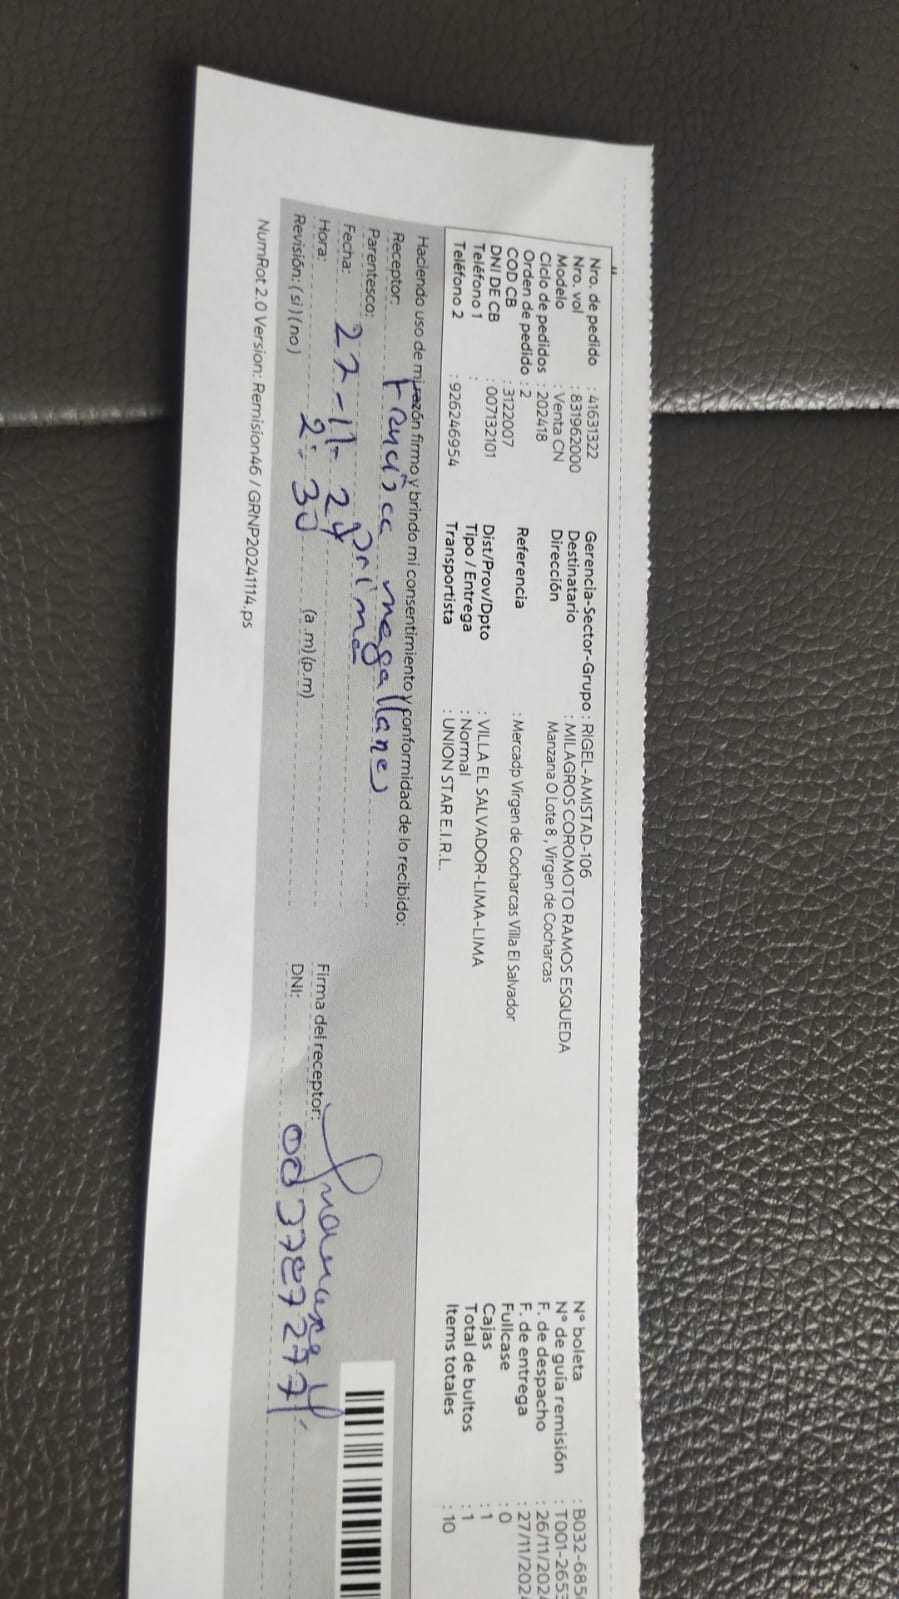 Nro. de pedido : 41631322
Nro. vol : 831962000
Modelo : Venta CN
Ciclo de pedidos : 202418
Orden de pedido : 2
COD CB : 3122007
DNI DE CB : 007132101
Teléfono 1 :
Teléfono 2 : 926246954
Gerencia-Sector-Grupo : RIGEL-AMISTAD-106
Destinatario : MILAGROS COROMOTO RAMOS ESQUEDA
Dirección Manzana O Lote 8 , Virgen de Cocharcas
Referencia : Mercadp Virgen de Cocharcas Villa El Salvador
Dist/Prov/Dpto : VILLA EL SALVADOR-LIMA-LIMA
Tipo / Entrega : Normal
Transportista : UNION STAR E.I.R.L.
N° boleta : B032-685
N° de guía remisión : T001-265
F. de despacho : 26/11/202
F. de entrega : 27/11/202
Fullcase : 0
Cajas : 1
Total de bultos : 1
Items totales : 10
Haciendo uso de mi razón firmo y brindo mi consentimiento y conformidad de lo recibido:
Receptor: Francisca magallanes
Parentesco: prima
Fecha: 27-11-24
Hora: 2:30 (a .m) (p.m)
Revisión: ( si ) ( no )
Firma del receptor:
DNI:
NumRot 2.0 Version: Remision46 / GRNP20241114.ps